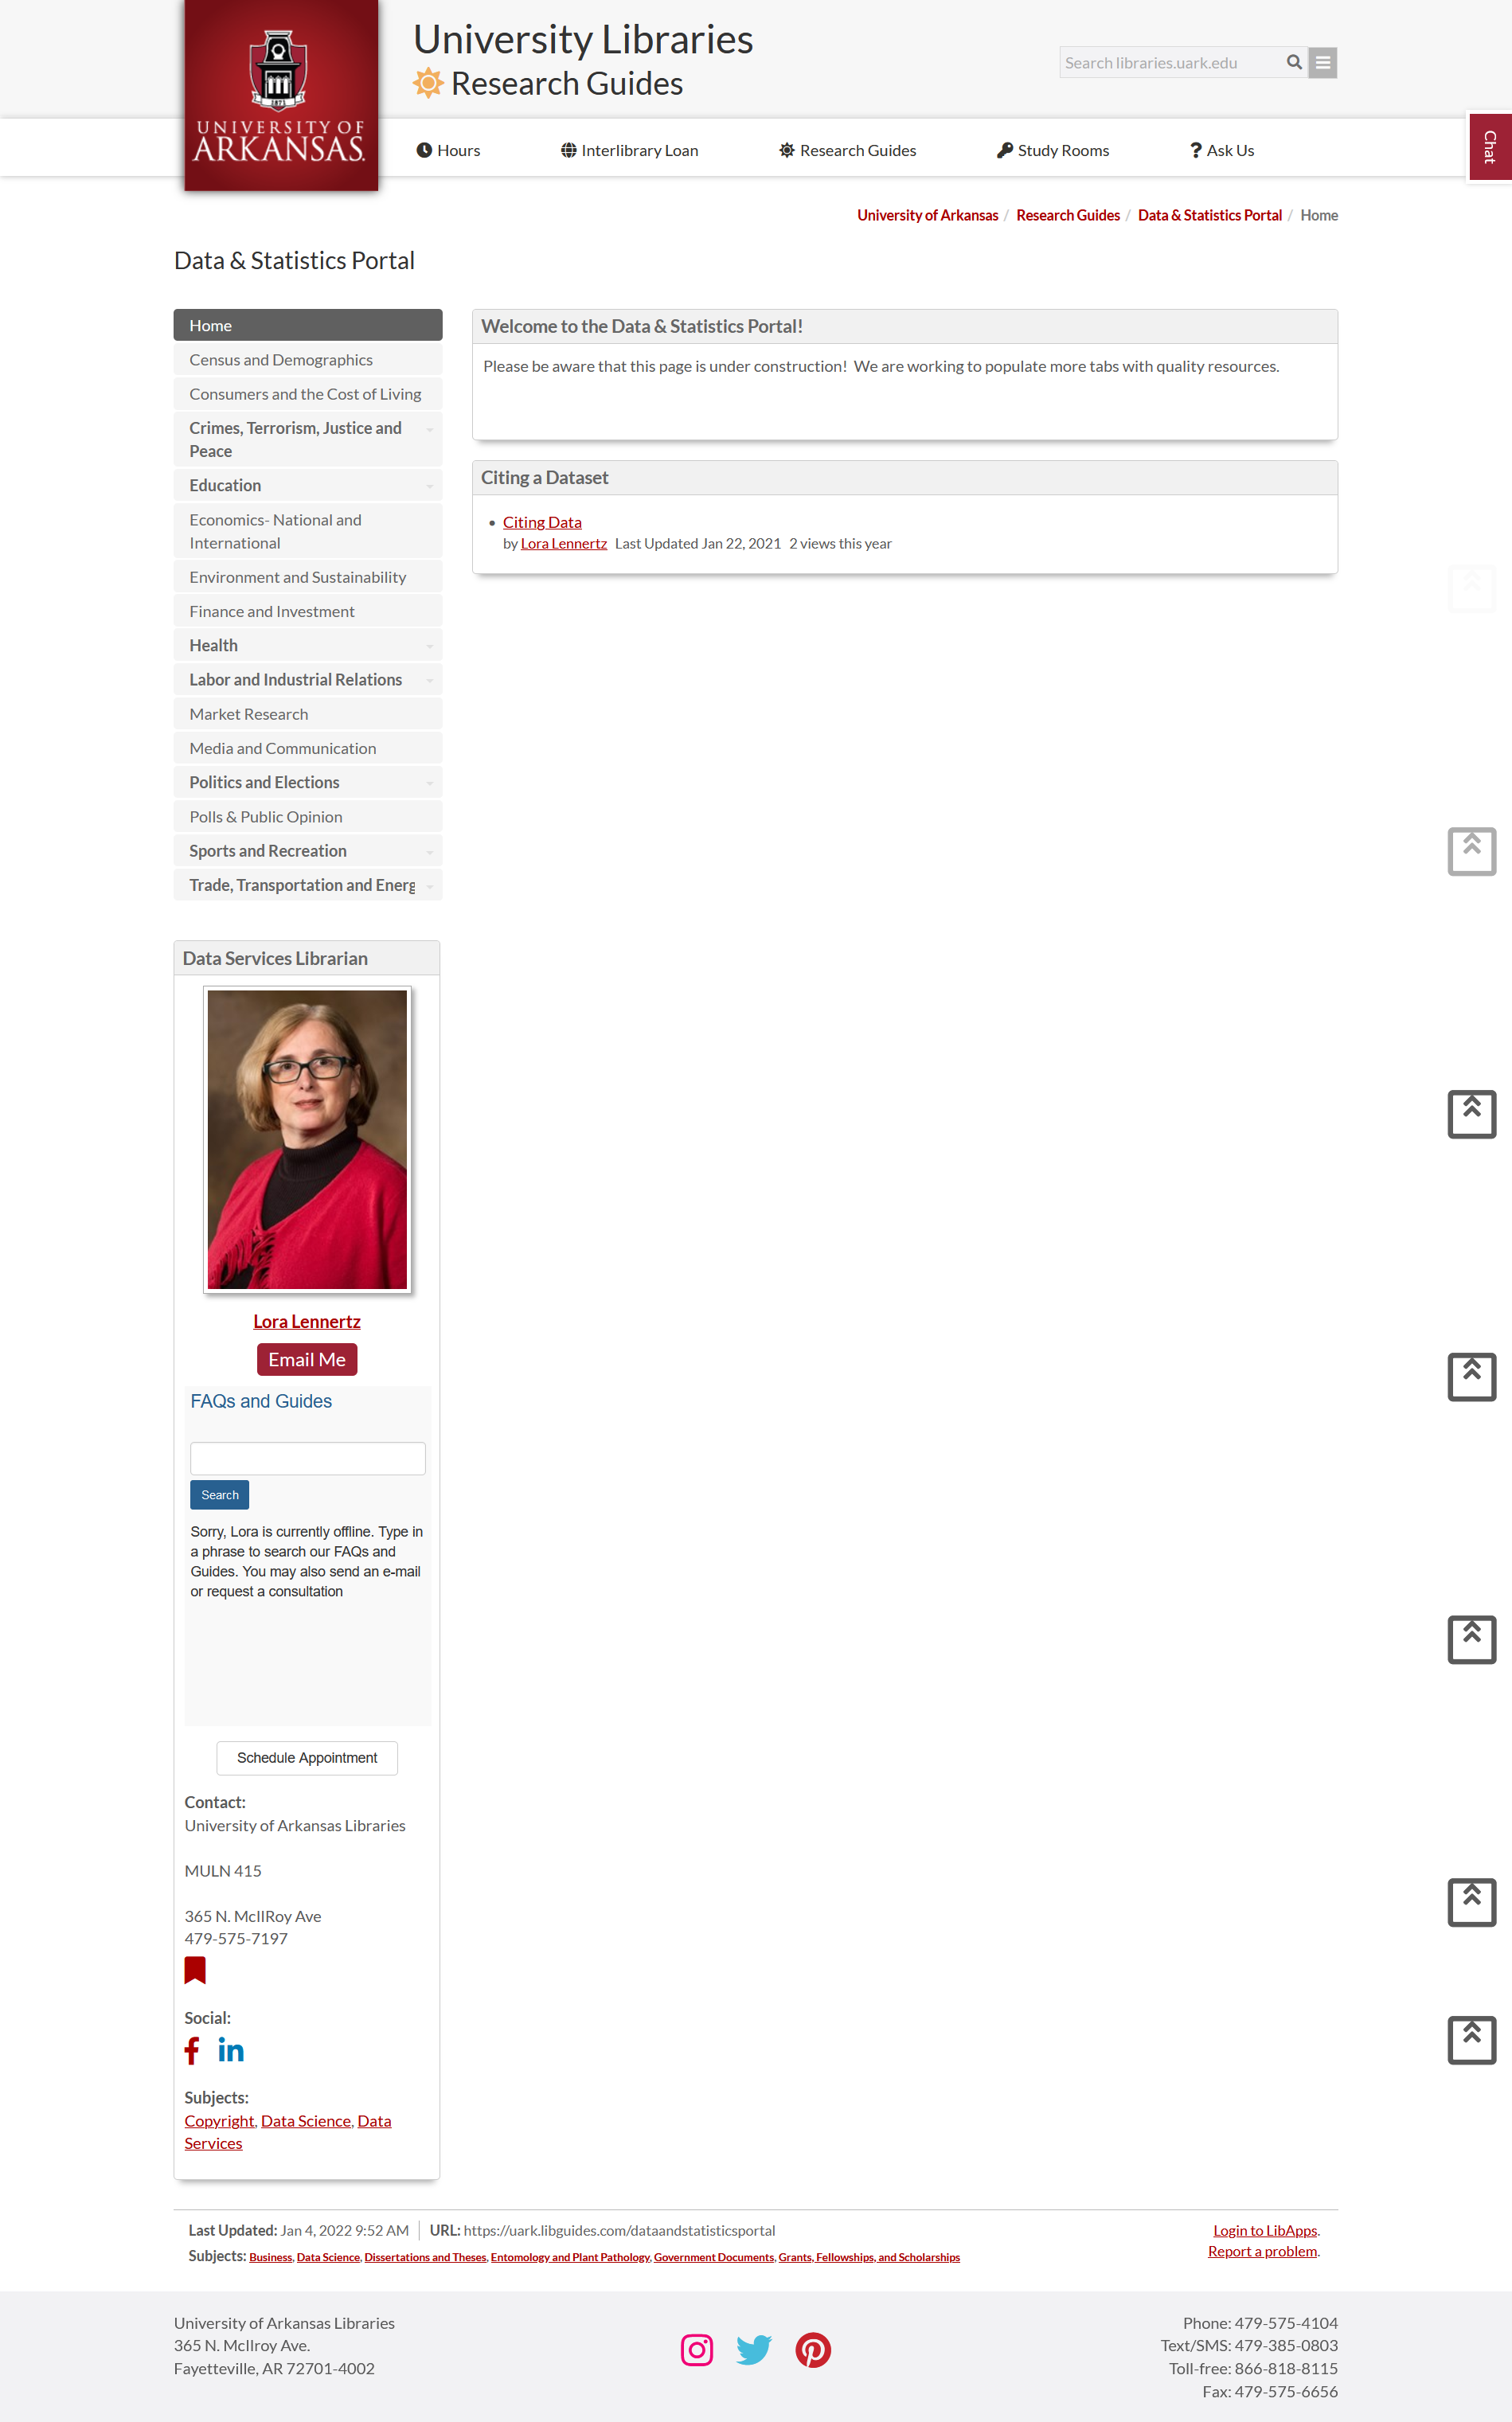 University Libraries
Research Guides
Search libraries.uark.edu
1871
UNIVERSITY OF
ARKANSAS.
Hours
Interlibrary Loan
Research Guides
Study Rooms
Ask Us
Chat
University of Arkansas / Research Guides / Data & Statistics Portal / Home
Data & Statistics Portal
Home
Census and Demographics
Consumers and the Cost of Living
Crimes, Terrorism, Justice and
Peace
Education
Economics- National and
International
Environment and Sustainability
Finance and Investment
Health
Labor and Industrial Relations
Market Research
Media and Communication
Politics and Elections
Polls & Public Opinion
Sports and Recreation
Trade, Transportation and Energ
Welcome to the Data & Statistics Portal!
Please be aware that this page is under construction! We are working to populate more tabs with quality resources.
Citing a Dataset
• Citing Data
by Lora Lennertz Last Updated Jan 22, 2021 2 views this year
Data Services Librarian
Lora Lennertz
Email Me
FAQs and Guides
Search
Sorry, Lora is currently offline. Type in
a phrase to search our FAQs and
Guides. You may also send an e-mail
or request a consultation
Schedule Appointment
Contact:
University of Arkansas Libraries
MULN 415
365 N. McIlRoy Ave
479-575-7197
Social:
Subjects:
Copyright, Data Science, Data
Services
Last Updated: Jan 4, 2022 9:52 AM
URL: https://uark.libguides.com/dataandstatisticsportal
Login to LibApps.
Subjects: Business, Data Science, Dissertations and Theses, Entomology and Plant Pathology, Government Documents, Grants, Fellowships, and Scholarships
Report a problem.
University of Arkansas Libraries
365 N. McIlroy Ave.
Fayetteville, AR 72701-4002
Phone: 479-575-4104
Text/SMS: 479-385-0803
Toll-free: 866-818-8115
Fax: 479-575-6656